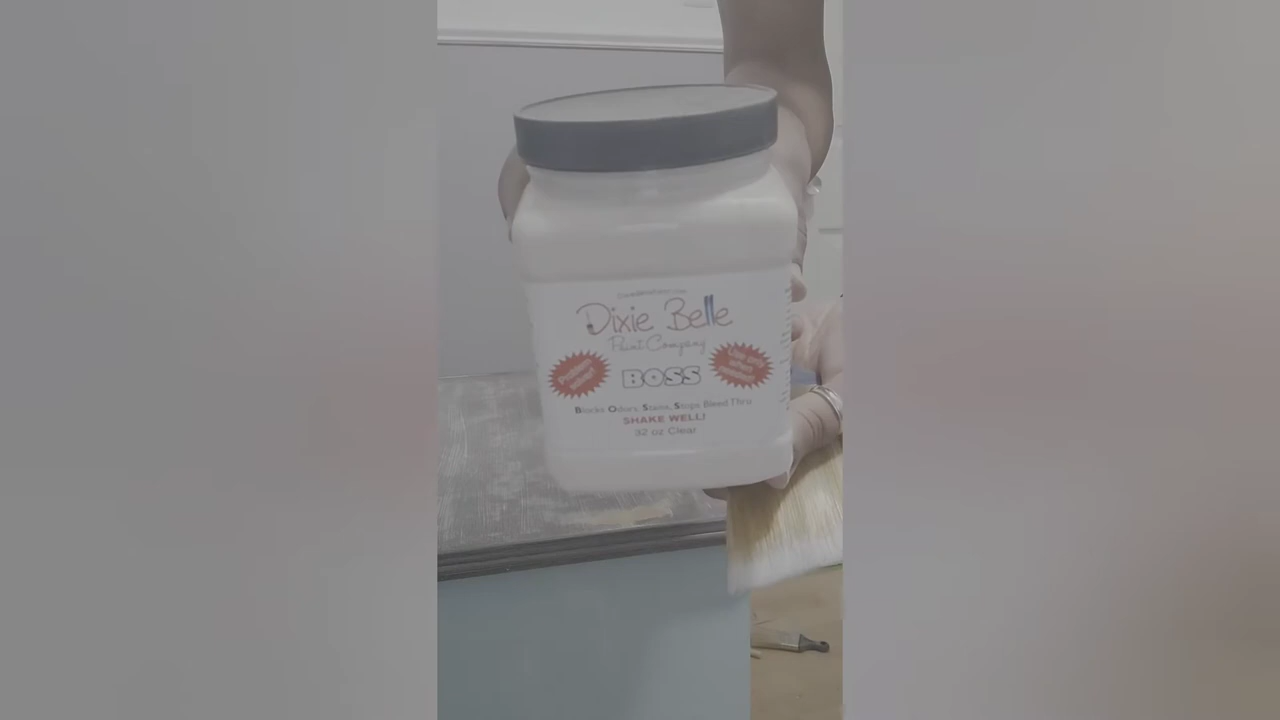 Dixie Belle
Paint Company
BOSS
Blocks Odors, Stains, Stops Bleed Thru
SHAKE WELL!
32 oz Clear